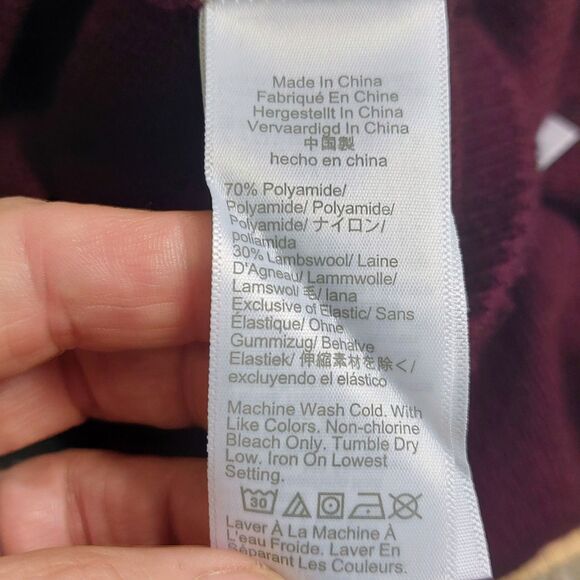 Made In China
Fabriqué En Chine
Hergestellt In China
Vervaardigd In China
中国製
hecho en china
70% Polyamide/
Polyamide/ Polyamide/
Polyamide/ ナイロン/
poliamida
30% Lambswool/ Laine
D'Agneau/ Lammwolle/
Lamswoll 毛/ lana
Exclusive of Elastic/ Sans
Élastique/ Ohne
Gummizug/ Behalve
Elastiek/ 伸縮素材を除く/
excluyendo el elástico
Machine Wash Cold. With
Like Colors. Non-chlorine
Bleach Only. Tumble Dry
Low. Iron On Lowest
Setting.
30
Laver À La Machine À
L'eau Froide. Laver En
Séparant Les Couleurs.